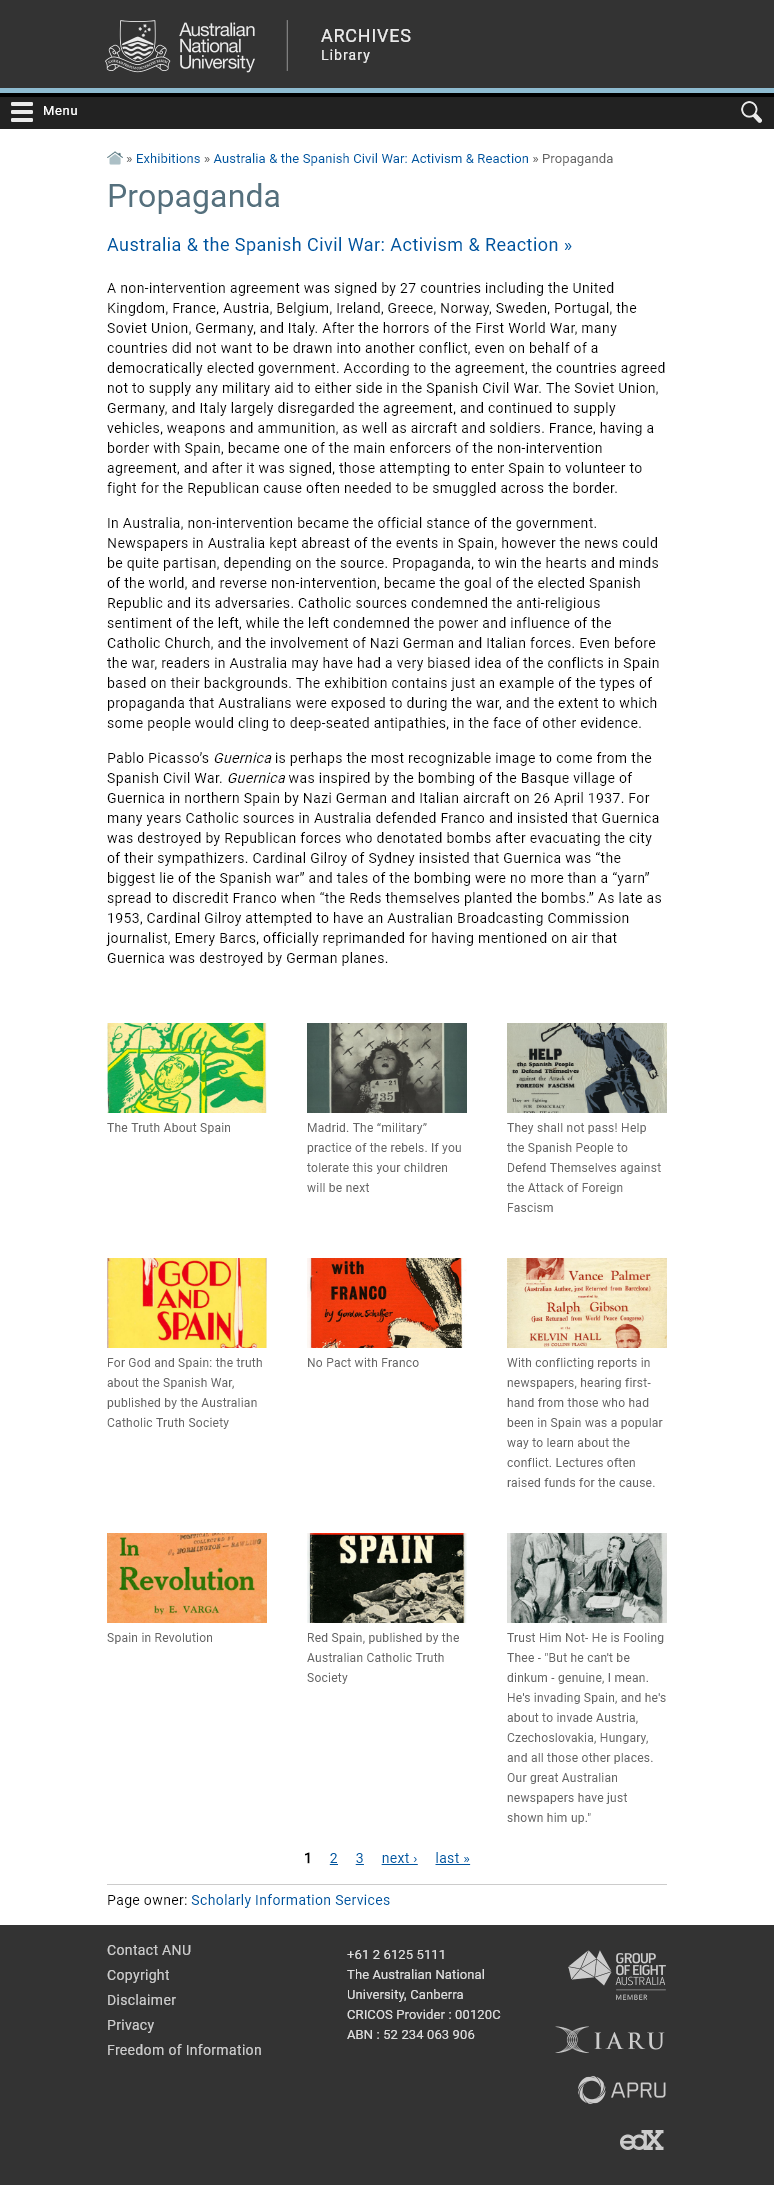 Australian
National
University
ARCHIVES
Library
Menu
» Exhibitions » Australia & the Spanish Civil War: Activism & Reaction » Propaganda
Propaganda
Australia & the Spanish Civil War: Activism & Reaction »
A non-intervention agreement was signed by 27 countries including the United
Kingdom, France, Austria, Belgium, Ireland, Greece, Norway, Sweden, Portugal, the
Soviet Union, Germany, and Italy. After the horrors of the First World War, many
countries did not want to be drawn into another conflict, even on behalf of a
democratically elected government. According to the agreement, the countries agreed
not to supply any military aid to either side in the Spanish Civil War. The Soviet Union,
Germany, and Italy largely disregarded the agreement, and continued to supply
vehicles, weapons and ammunition, as well as aircraft and soldiers. France, having a
border with Spain, became one of the main enforcers of the non-intervention
agreement, and after it was signed, those attempting to enter Spain to volunteer to
fight for the Republican cause often needed to be smuggled across the border.
In Australia, non-intervention became the official stance of the government.
Newspapers in Australia kept abreast of the events in Spain, however the news could
be quite partisan, depending on the source. Propaganda, to win the hearts and minds
of the world, and reverse non-intervention, became the goal of the elected Spanish
Republic and its adversaries. Catholic sources condemned the anti-religious
sentiment of the left, while the left condemned the power and influence of the
Catholic Church, and the involvement of Nazi German and Italian forces. Even before
the war, readers in Australia may have had a very biased idea of the conflicts in Spain
based on their backgrounds. The exhibition contains just an example of the types of
propaganda that Australians were exposed to during the war, and the extent to which
some people would cling to deep-seated antipathies, in the face of other evidence.
Pablo Picasso's Guernica is perhaps the most recognizable image to come from the
Spanish Civil War. Guernica was inspired by the bombing of the Basque village of
Guernica in northern Spain by Nazi German and Italian aircraft on 26 April 1937. For
many years Catholic sources in Australia defended Franco and insisted that Guernica
was destroyed by Republican forces who denotated bombs after evacuating the city
of their sympathizers. Cardinal Gilroy of Sydney insisted that Guernica was “the
biggest lie of the Spanish war” and tales of the bombing were no more than a “yarn”
spread to discredit Franco when “the Reds themselves planted the bombs.” As late as
1953, Cardinal Gilroy attempted to have an Australian Broadcasting Commission
journalist, Emery Barcs, officially reprimanded for having mentioned on air that
Guernica was destroyed by German planes.
The Truth About Spain
4-21
35
Madrid. The “military”
practice of the rebels. If you
tolerate this your children
will be next
HELP
the Spanish People
to Defend Themselves
against the Attack of
FOREIGN FASCISM
They are Fighting
FOR DEMOCRACY
They shall not pass! Help
the Spanish People to
Defend Themselves against
the Attack of Foreign
Fascism
GOD
AND
SPAIN
For God and Spain: the truth
about the Spanish War,
published by the Australian
Catholic Truth Society
with
FRANCO
by Gordon Schaffer
No Pact with Franco
Vance Palmer
(Australian Author, just Returned from Barcelona)
Ralph Gibson
(just Returned from World Peace Congress)
KELVIN HALL
With conflicting reports in
newspapers, hearing first-
hand from those who had
been in Spain was a popular
way to learn about the
conflict. Lectures often
raised funds for the cause.
In
Revolution
by E. VARGA
Spain in Revolution
SPAIN
Red Spain, published by the
Australian Catholic Truth
Society
Trust Him Not- He is Fooling
Thee - "But he can't be
dinkum - genuine, I mean.
He's invading Spain, and he's
about to invade Austria,
Czechoslovakia, Hungary,
and all those other places.
Our great Australian
newspapers have just
shown him up."
1 2 3 next › last »
Page owner: Scholarly Information Services
Contact ANU
Copyright
Disclaimer
Privacy
Freedom of Information
+61 2 6125 5111
The Australian National
University, Canberra
CRICOS Provider : 00120C
ABN : 52 234 063 906
GROUP
OF EIGHT
AUSTRALIA
MEMBER
IARU
APRU
edX